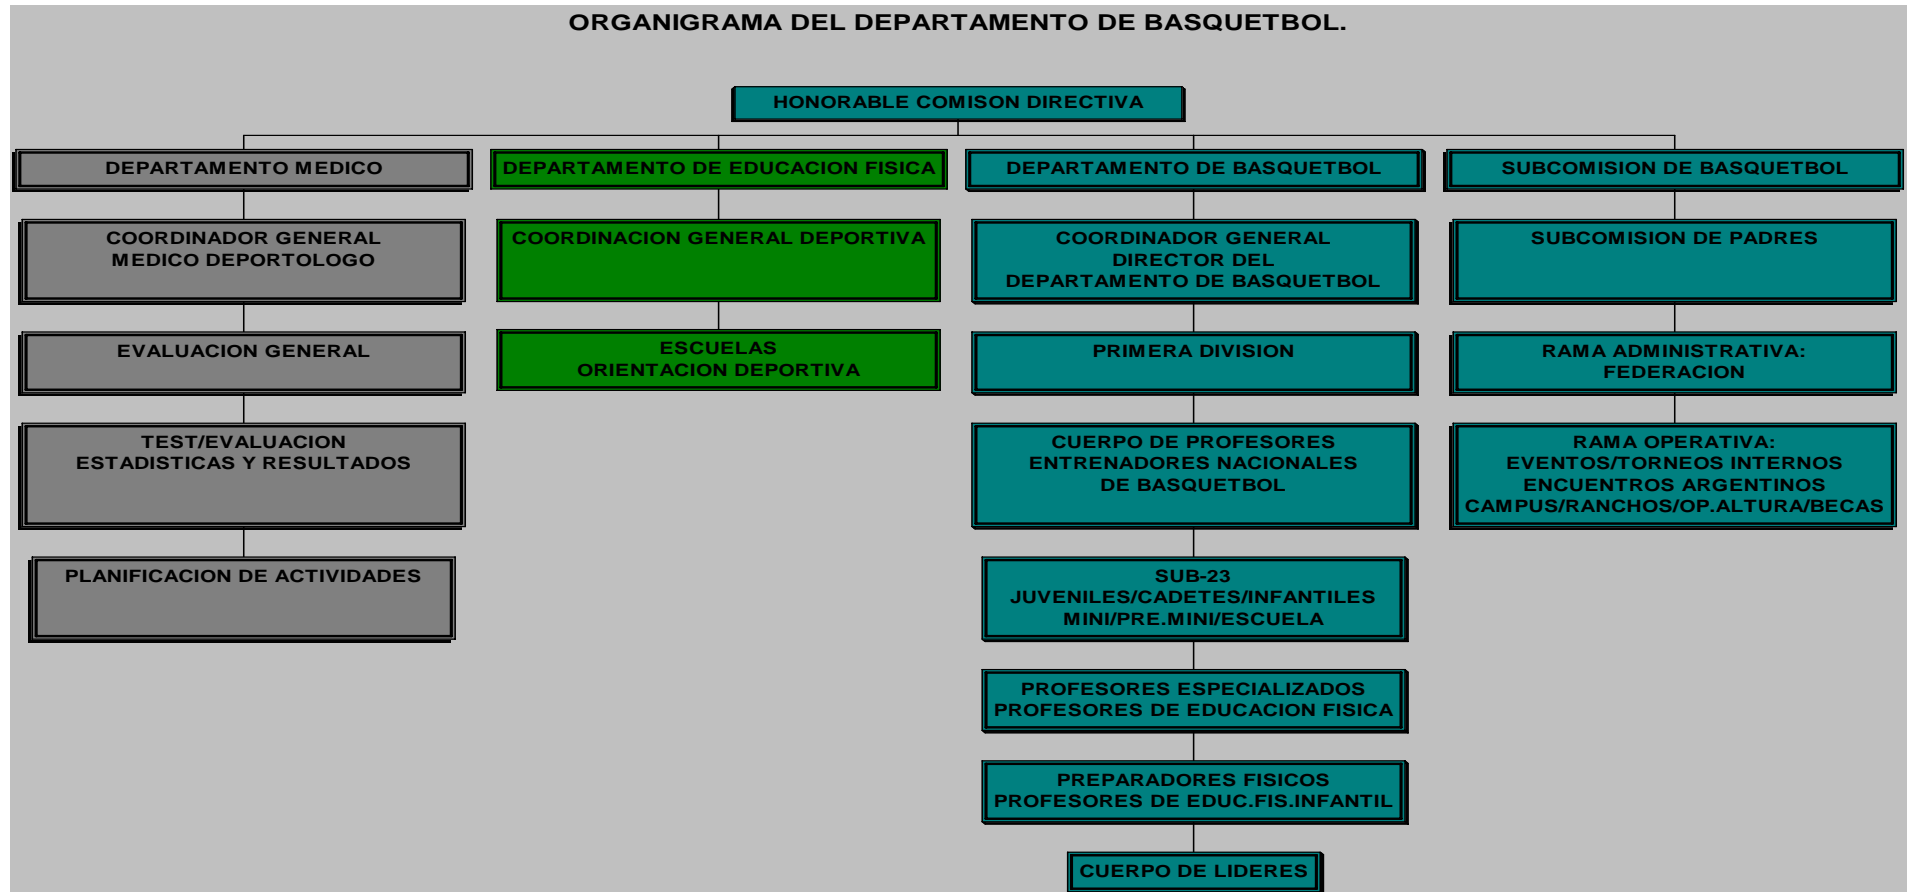 ORGANIGRAMA DEL DEPARTAMENTO DE BASQUETBOL.
HONORABLE COMISON DIRECTIVA
DEPARTAMENTO MEDICO
COORDINADOR GENERAL
MEDICO DEPORTOLOGO
EVALUACION GENERAL
TEST/EVALUACION
ESTADISTICAS Y RESULTADOS
PLANIFICACION DE ACTIVIDADES
DEPARTAMENTO DE EDUCACION FISICA
COORDINACION GENERAL DEPORTIVA
ESCUELAS
ORIENTACION DEPORTIVA
DEPARTAMENTO DE BASQUETBOL
COORDINADOR GENERAL
DIRECTOR DEL
DEPARTAMENTO DE BASQUETBOL
PRIMERA DIVISION
CUERPO DE PROFESORES
ENTRENADORES NACIONALES
DE BASQUETBOL
SUB-23
JUVENILES/CADETES/INFANTILES
MINI/PRE.MINI/ESCUELA
PROFESORES ESPECIALIZADOS
PROFESORES DE EDUCACION FISICA
PREPARADORES FISICOS
PROFESORES DE EDUC.FIS.INFANTIL
CUERPO DE LIDERES
SUBCOMISION DE BASQUETBOL
SUBCOMISION DE PADRES
RAMA ADMINISTRATIVA:
FEDERACION
RAMA OPERATIVA:
EVENTOS/TORNEOS INTERNOS
ENCUENTROS ARGENTINOS
CAMPUS/RANCHOS/OP.ALTURA/BECAS